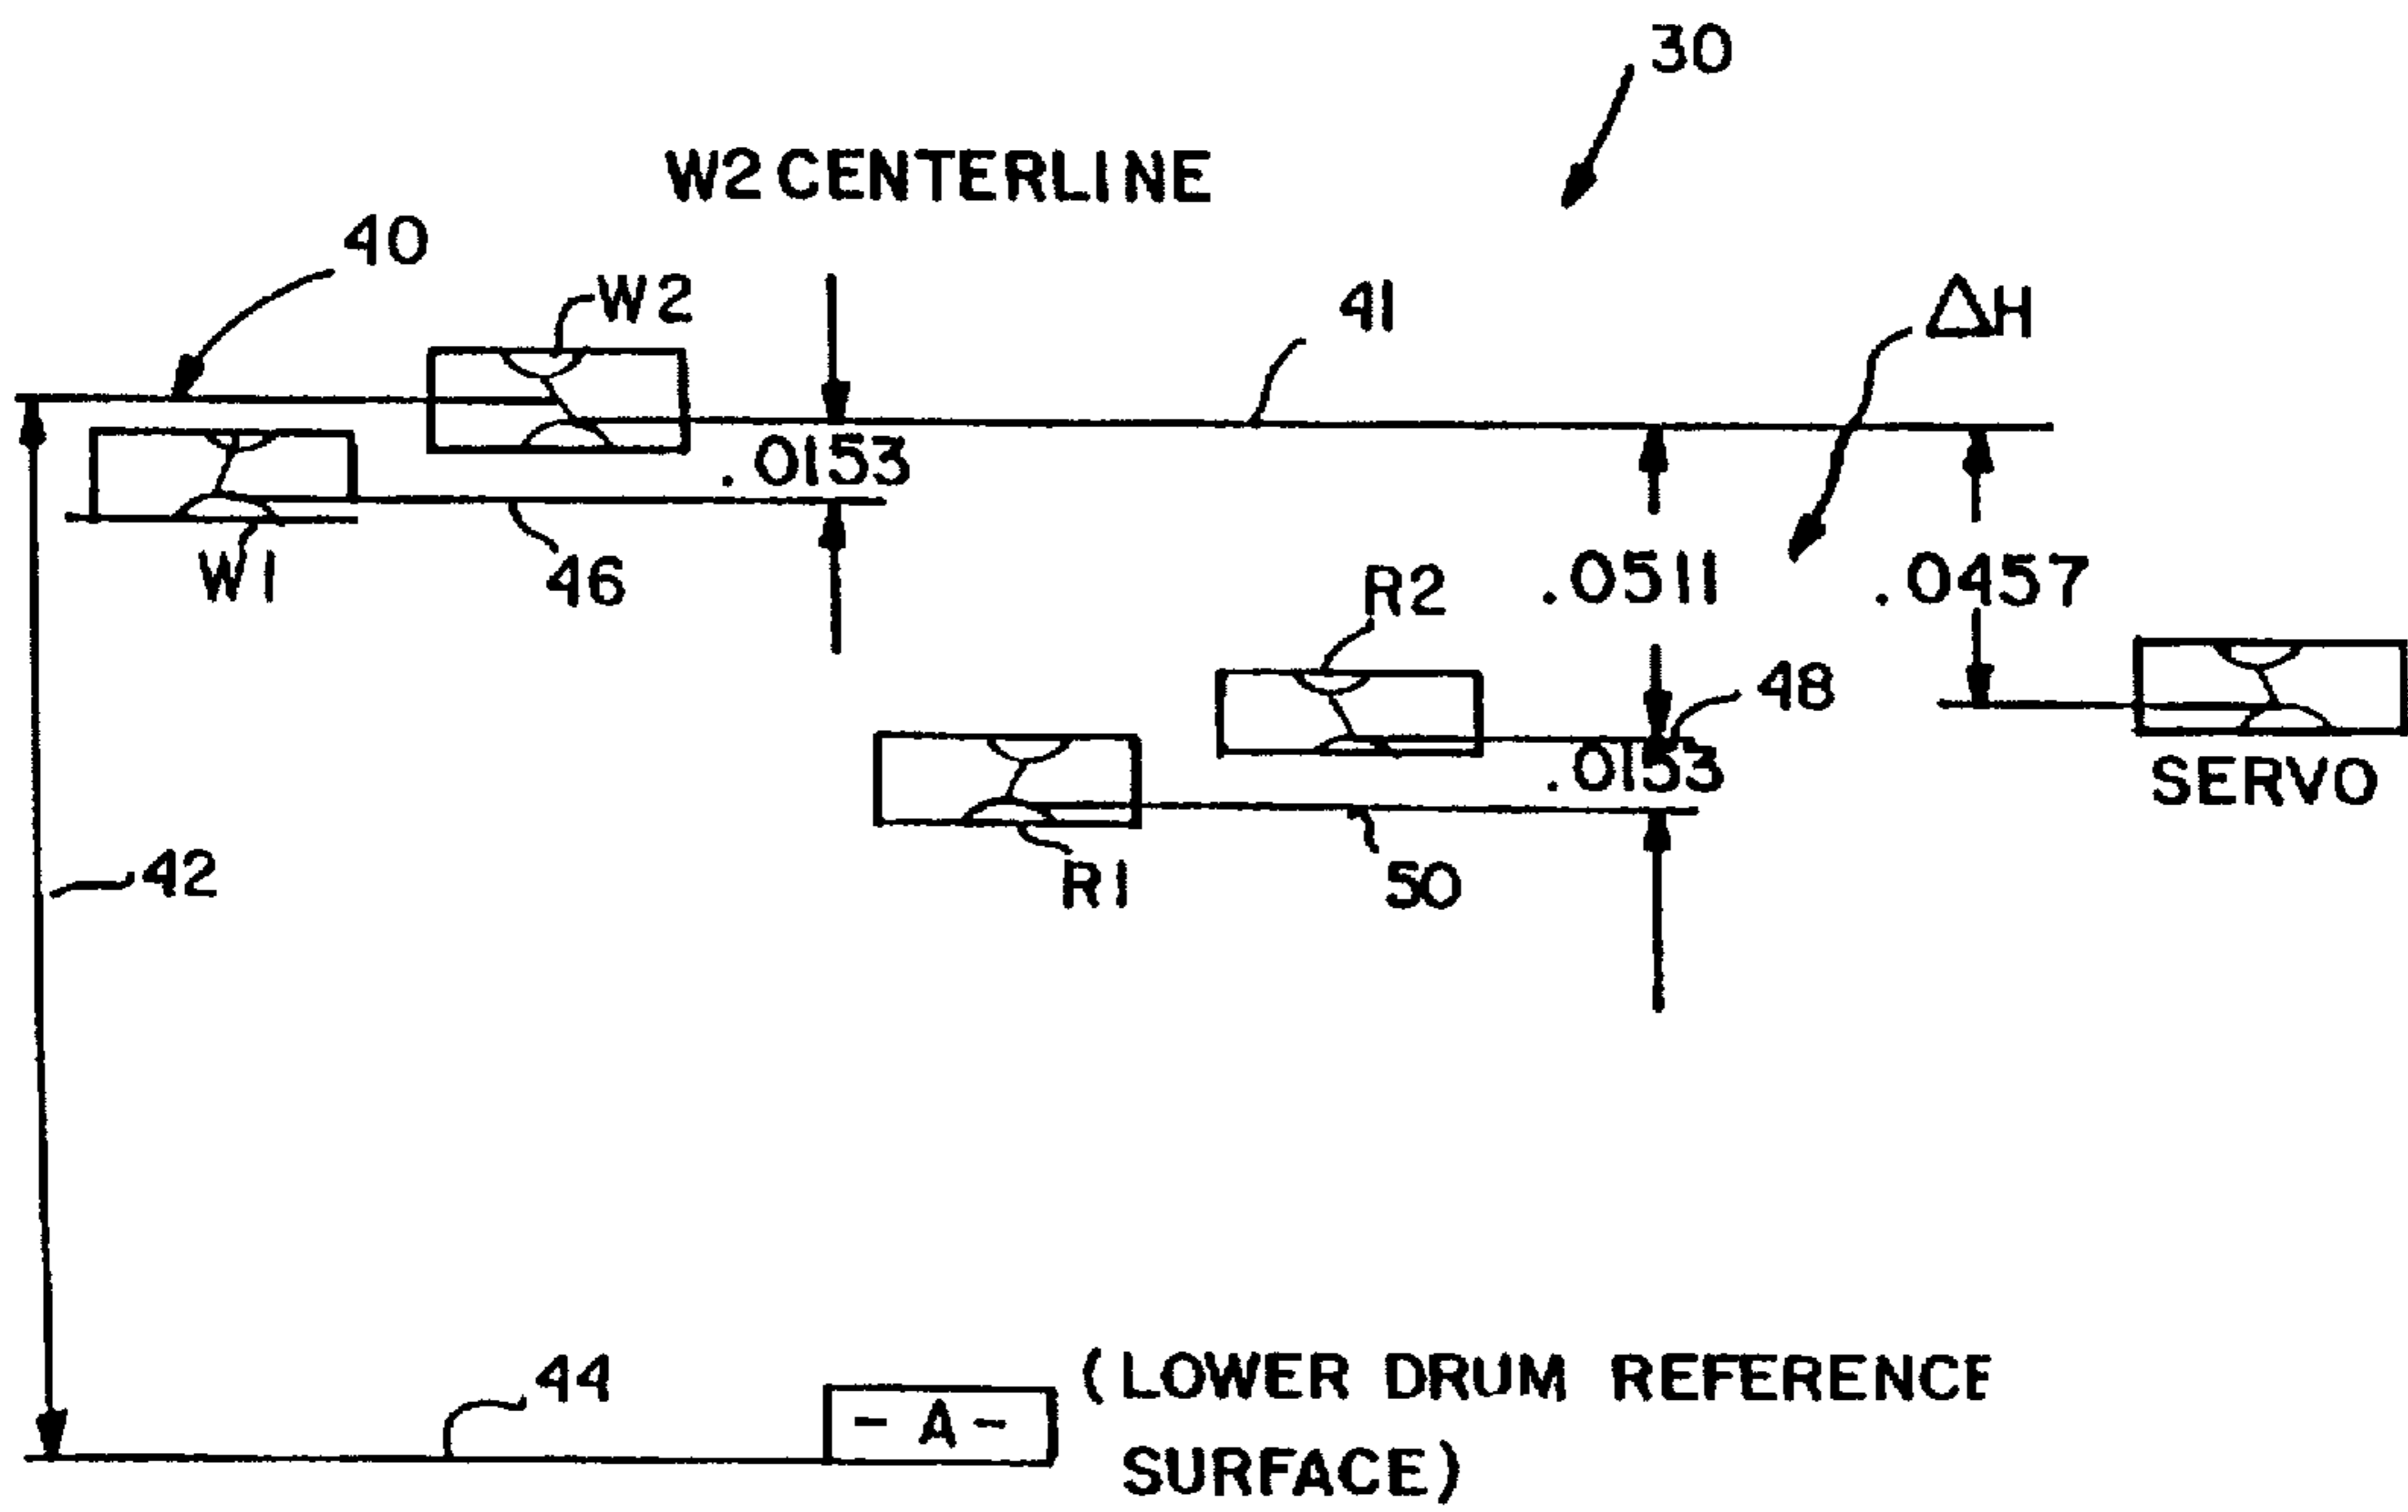 30
W2 CENTERLINE
40
W2
41
ΔH
.0153
W1
46
.0511
.0457
R2
48
.0153
SERVO
42
R1
50
44
- A -
(LOWER DRUM REFERENCE
SURFACE)